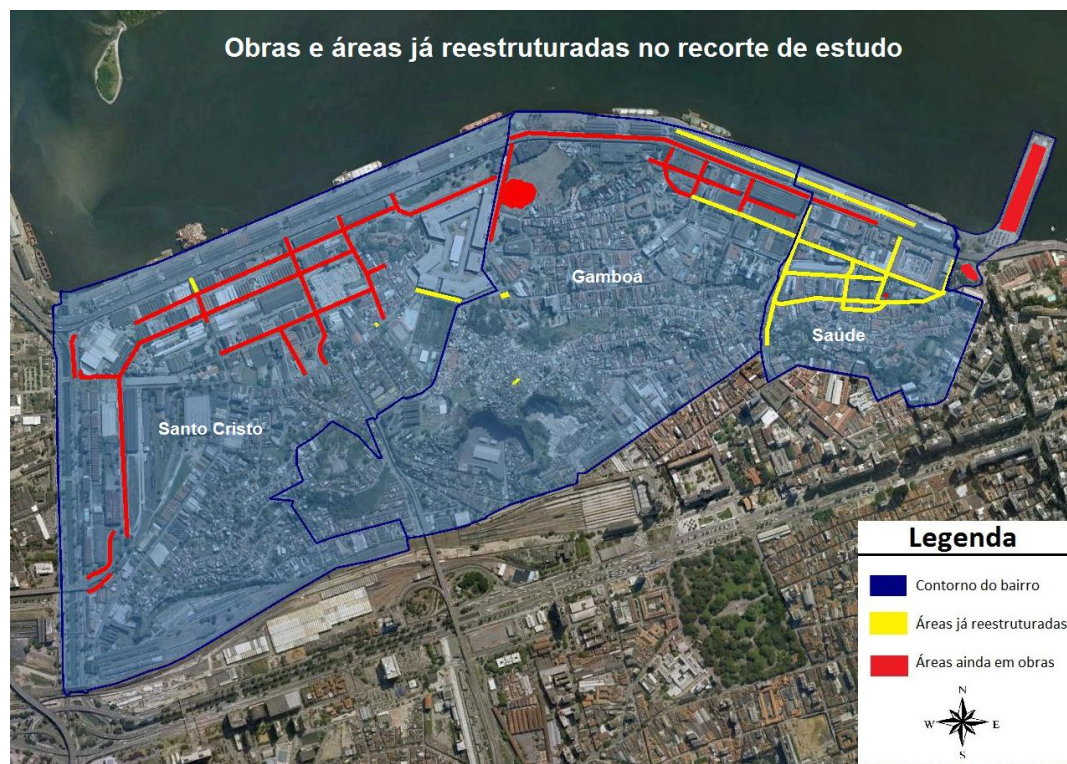 Obras e áreas já reestruturadas no recorte de estudo
Gamboa
Saúde
Santo Cristo
Legenda
Contorno do bairro
Áreas já reestruturadas
Áreas ainda em obras
N
W E
S